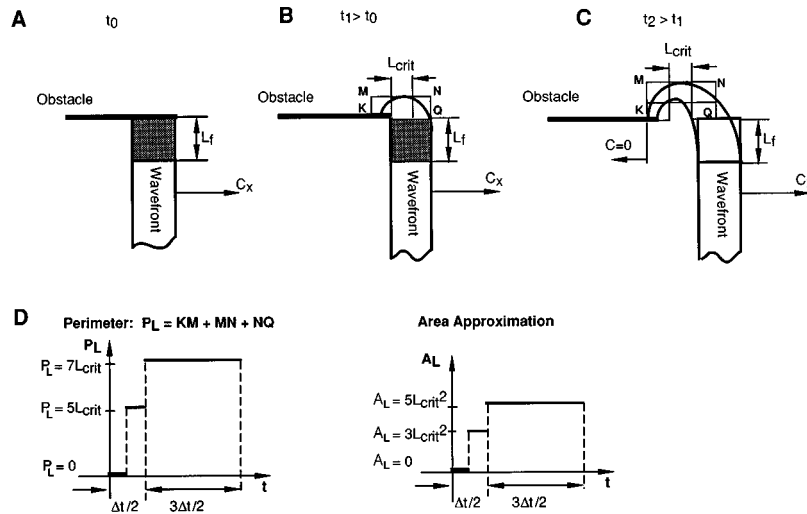 A
t0
B
t1> t0
C
t2 > t1
Lcrit
Lcrit
M
N
M
N
Obstacle
K
Q
Obstacle
K
Q
Lf
Lf
C=0
Lf
Wavefront
Cx
Wavefront
Cx
Wavefront
C
D
Perimeter: PL = KM + MN + NQ
Area Approximation
PL
AL
PL = 7Lcrit
PL = 5Lcrit
PL = 0
AL = 5Lcrit2
AL = 3Lcrit2
AL = 0
t
t
Δt/2
3Δt/2
Δt/2
3Δt/2